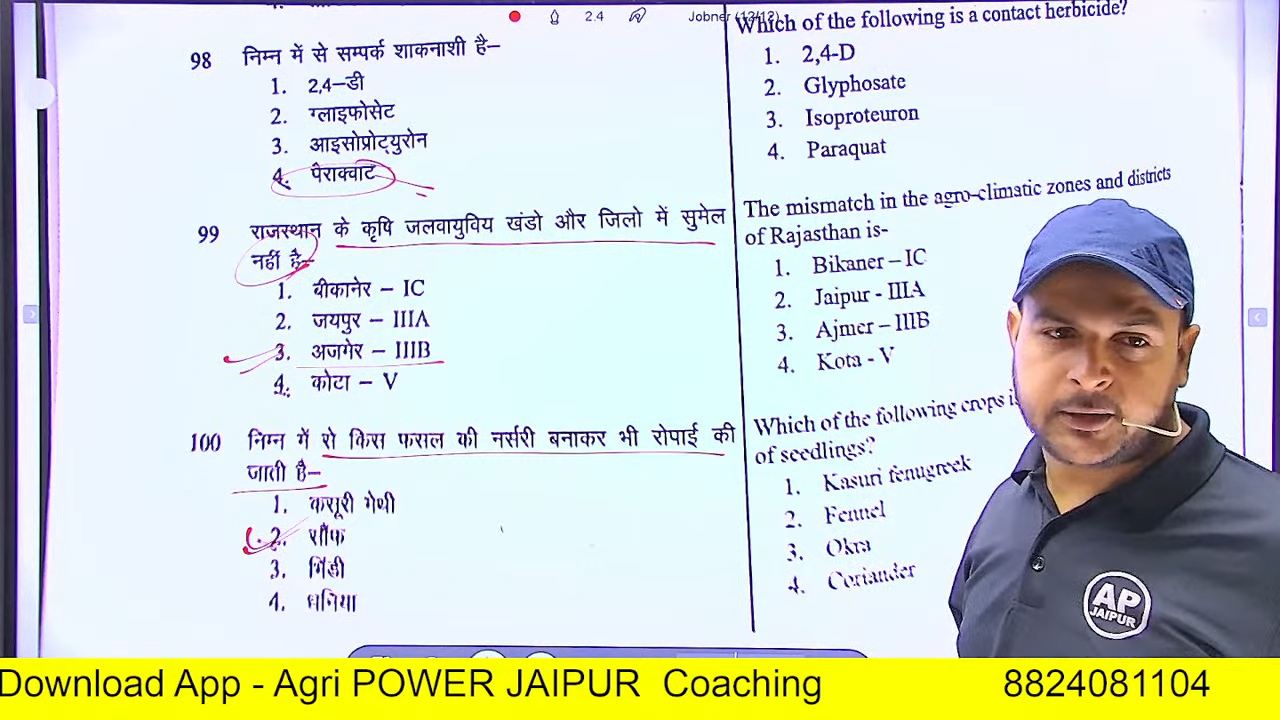 2.4
Jobner (12/12)
98 निम्न में से सम्पर्क शाकनाशी है–
1. 2,4–डी
2. ग्लाइफोसेट
3. आइसोप्रोट्युरोन
4. पैराक्वाट
99 राजस्थान के कृषि जलवायुविय खंडो और जिलो में सुमेल
नहीं है–
1. बीकानेर – IC
2. जयपुर – IIIA
3. अजमेर – IIIB
4. कोटा – V
100 निम्न में से किस फसल की नर्सरी बनाकर भी रोपाई की
जाती है–
1. कसूरी मेथी
2. सौंफ
3. भिंडी
4. धनिया
Which of the following is a contact herbicide?
1. 2,4-D
2. Glyphosate
3. Isoproteuron
4. Paraquat
The mismatch in the agro-climatic zones and districts
of Rajasthan is-
1. Bikaner – IC
2. Jaipur - IIIA
3. Ajmer – IIIB
4. Kota - V
Which of the following crops is
of seedlings?
1. Kasuri fenugreek
2. Fennel
3. Okra
4. Coriander
AP
JAIPUR
Download App - Agri POWER JAIPUR Coaching 8824081104